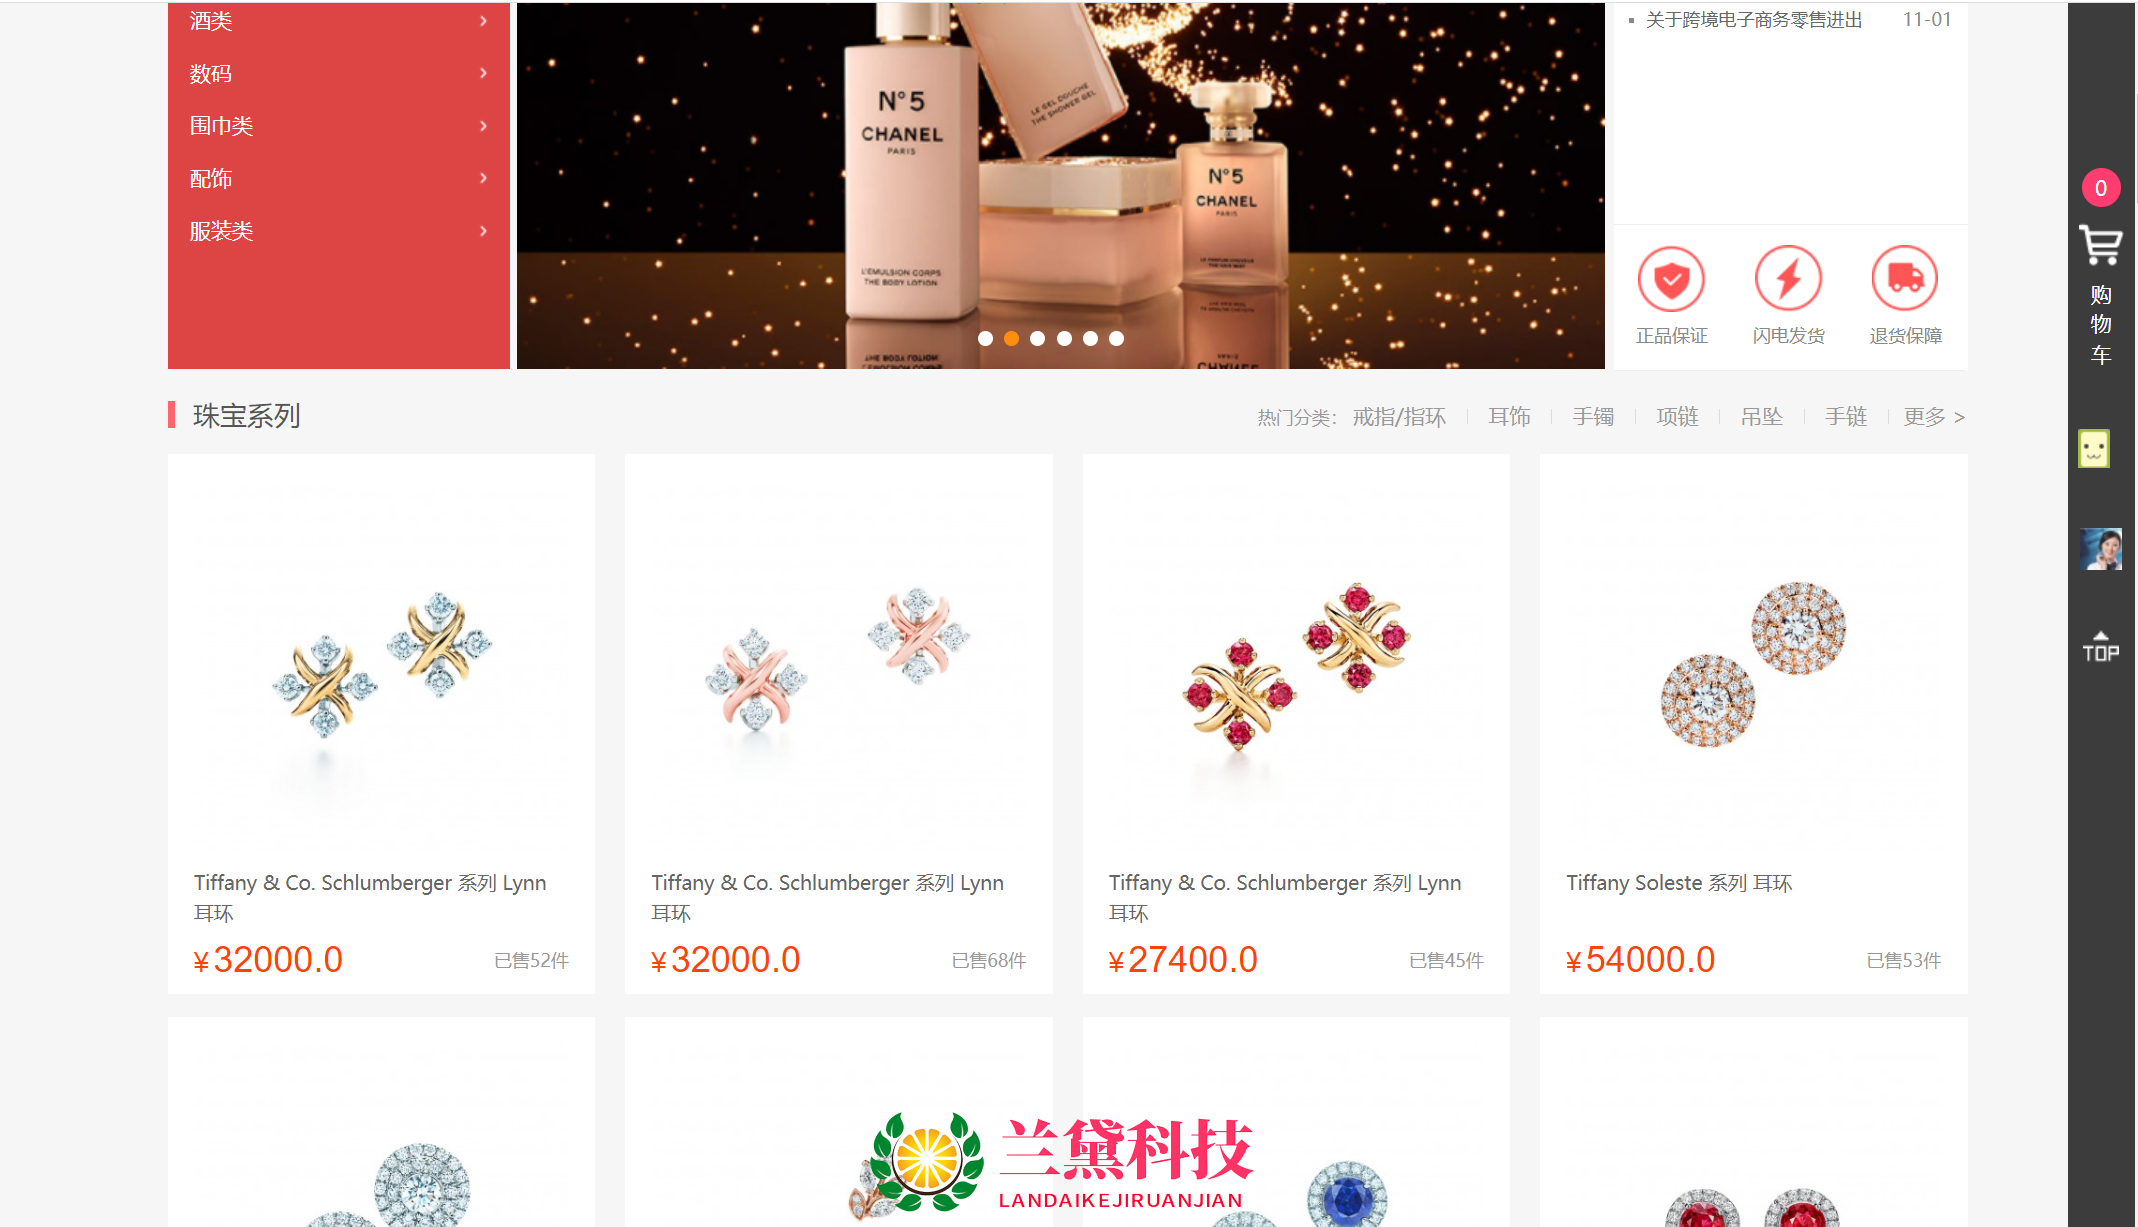 酒类
数码
围巾类
配饰
服装类
N°5
CHANEL
PARIS
L'ÉMULSION CORPS
THE BODY LOTION
LE GEL DOUCHE
THE SHOWER GEL
N°5
CHANEL
PARIS
关于跨境电子商务零售进出 11-01
正品保证 闪电发货 退货保障
0
购
物
车
TOP
珠宝系列
热门分类： 戒指/指环 耳饰 手镯 项链 吊坠 手链 更多 >
Tiffany & Co. Schlumberger 系列 Lynn
耳环
¥32000.0 已售52件
Tiffany & Co. Schlumberger 系列 Lynn
耳环
¥32000.0 已售68件
Tiffany & Co. Schlumberger 系列 Lynn
耳环
¥27400.0 已售45件
Tiffany Soleste 系列 耳环
¥54000.0 已售53件
兰黛科技
LANDAIKEJIRUANJIAN